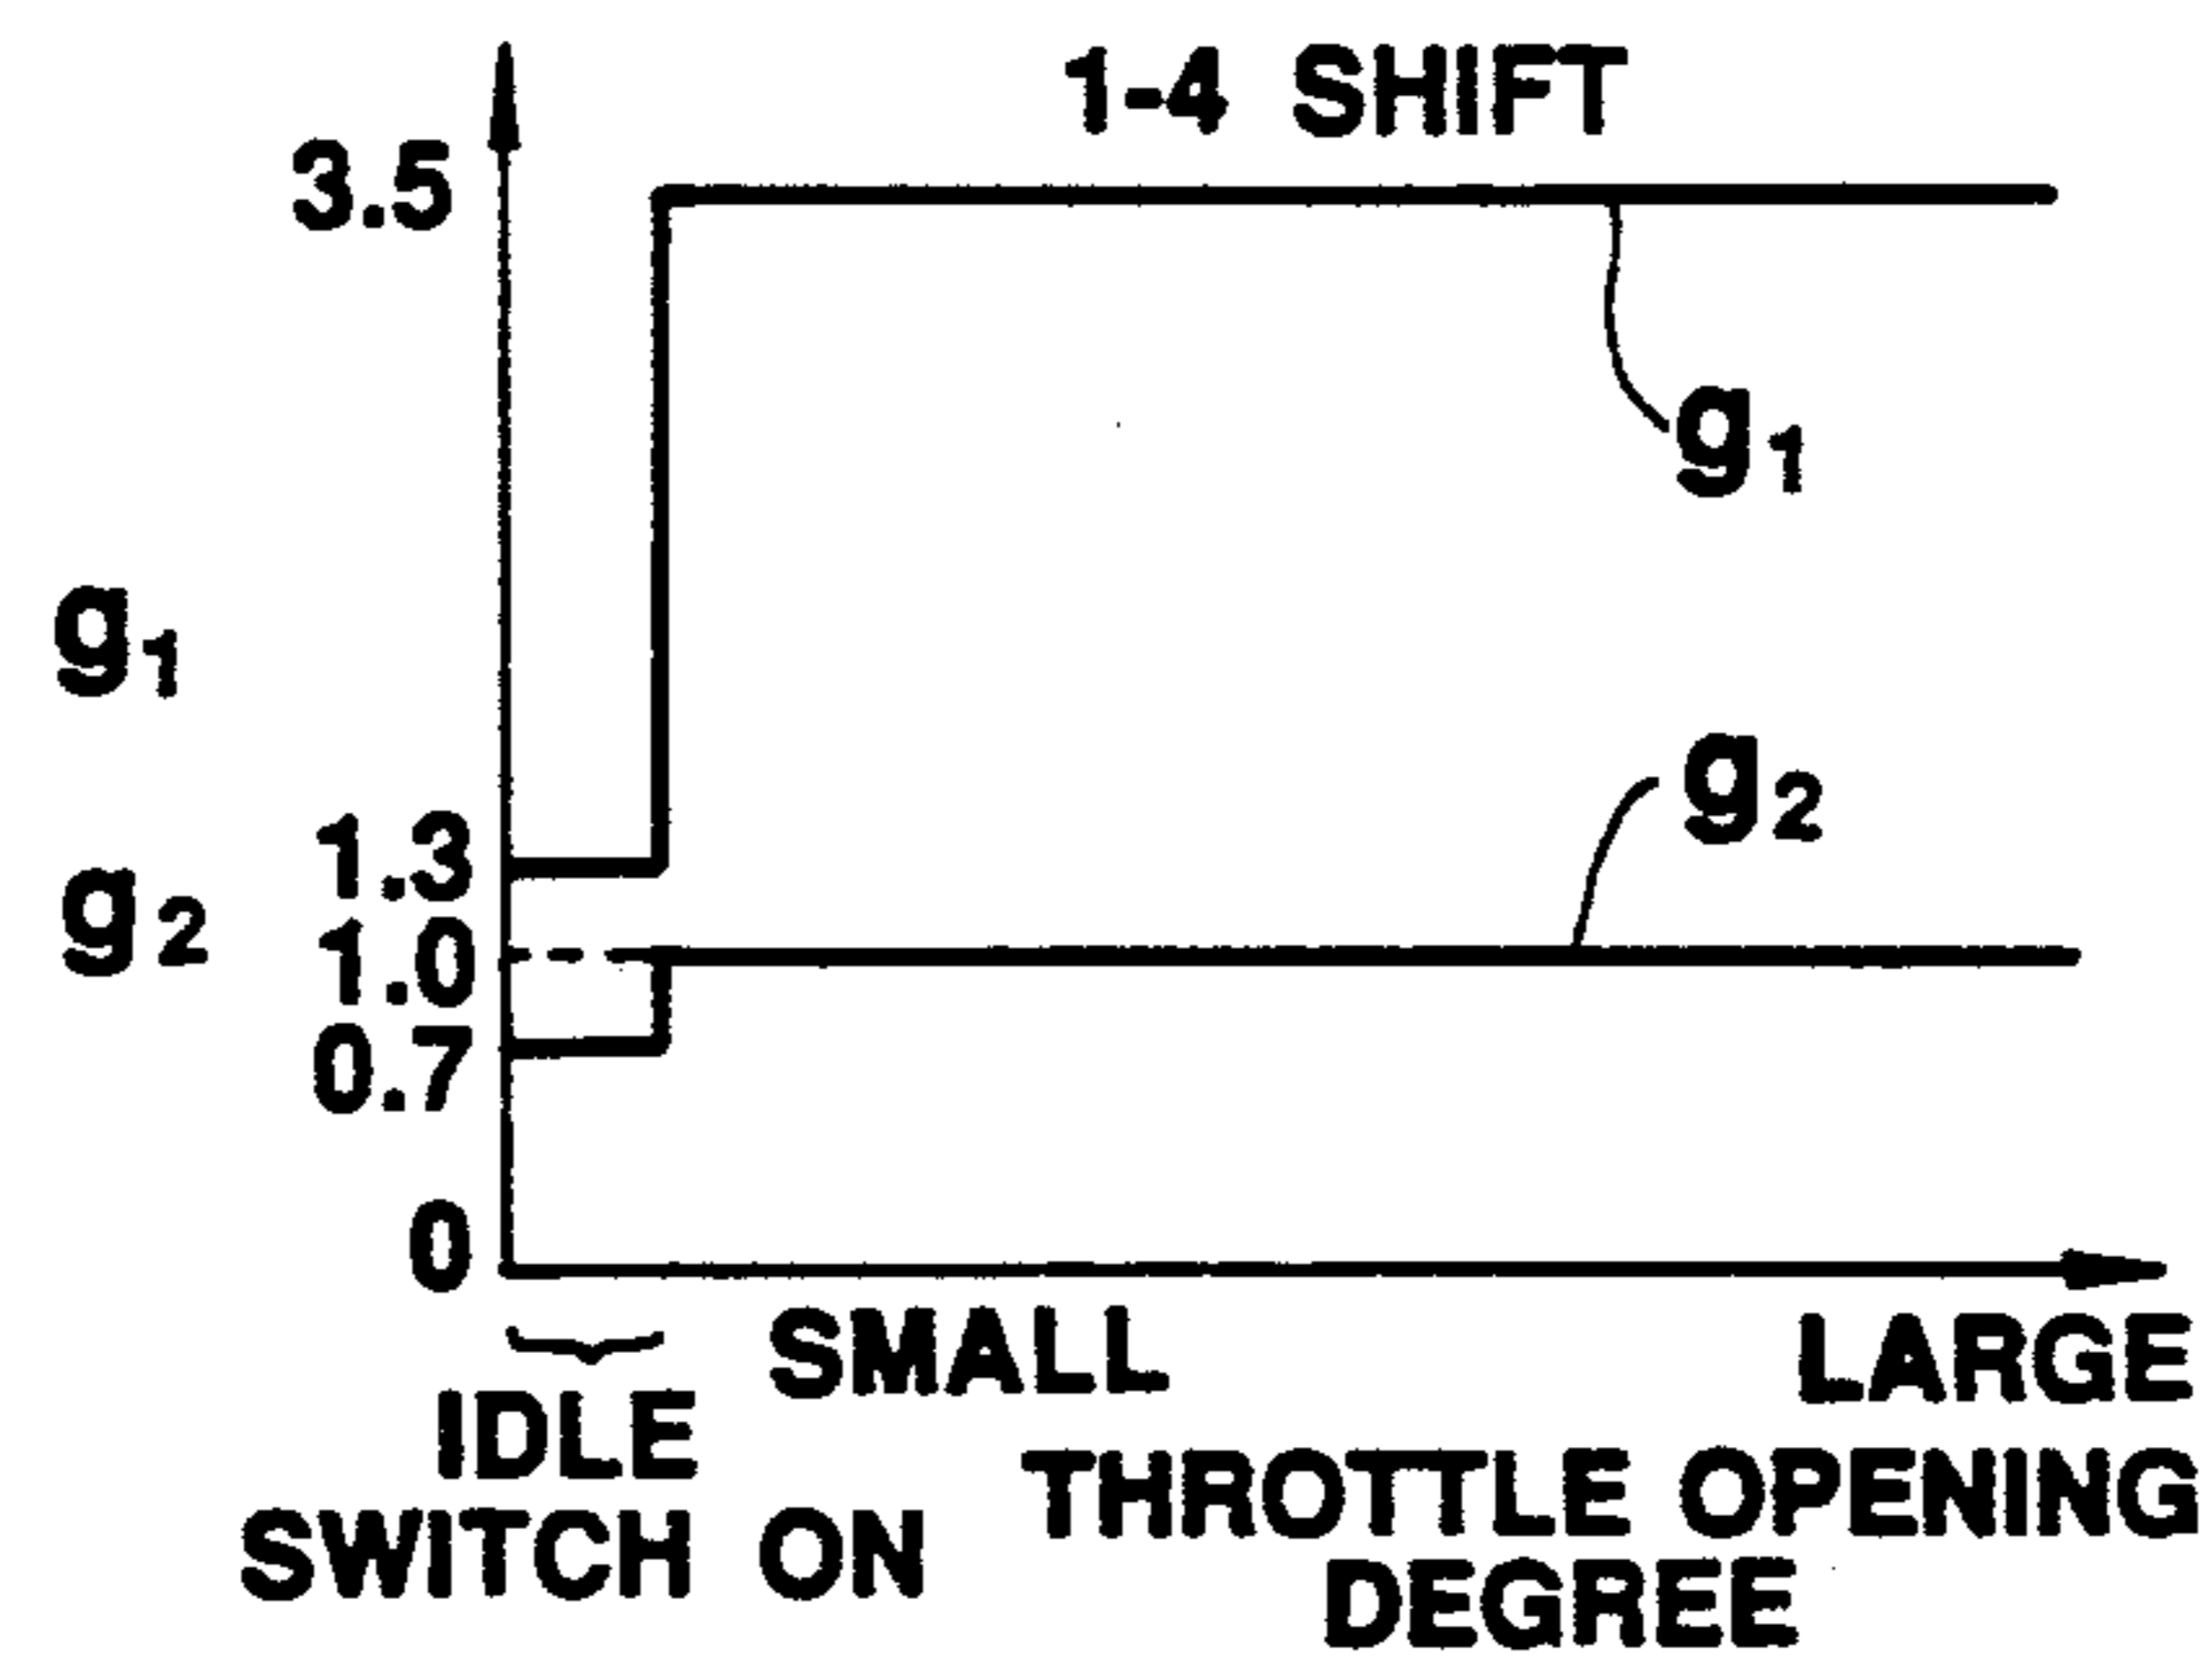 1-4 SHIFT
3.5
g1
g1
g2
1.3
g2
1.0
0.7
0
SMALL
LARGE
IDLE
SWITCH ON
THROTTLE OPENING
DEGREE